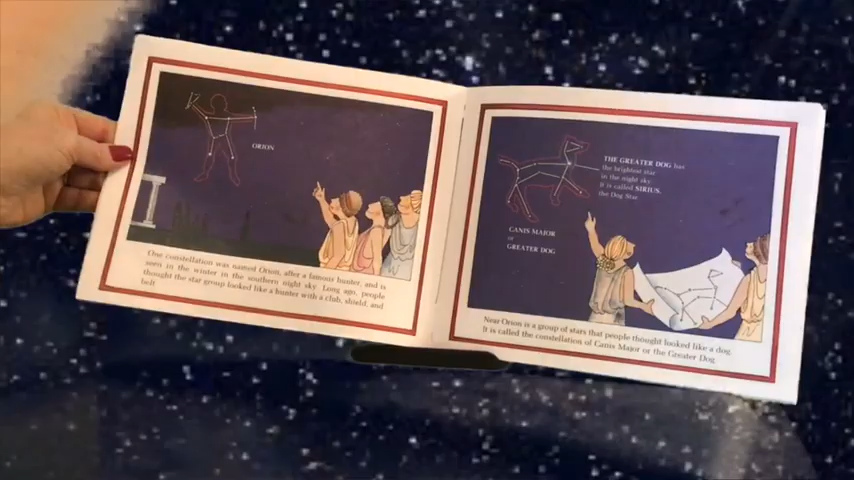 ORION
One constellation was named Orion, after a famous hunter, and is
seen in the winter in the southern night sky. Long ago, people
thought the star group looked like a hunter with a club, shield, and
belt
THE GREATER DOG has
the brightest star
in the night sky
It is called SIRIUS,
the Dog Star
CANIS MAJOR
or
GREATER DOG
Near Orion is a group of stars that people thought looked like a dog.
It is called the constellation of Canis Major or the Greater Dog.